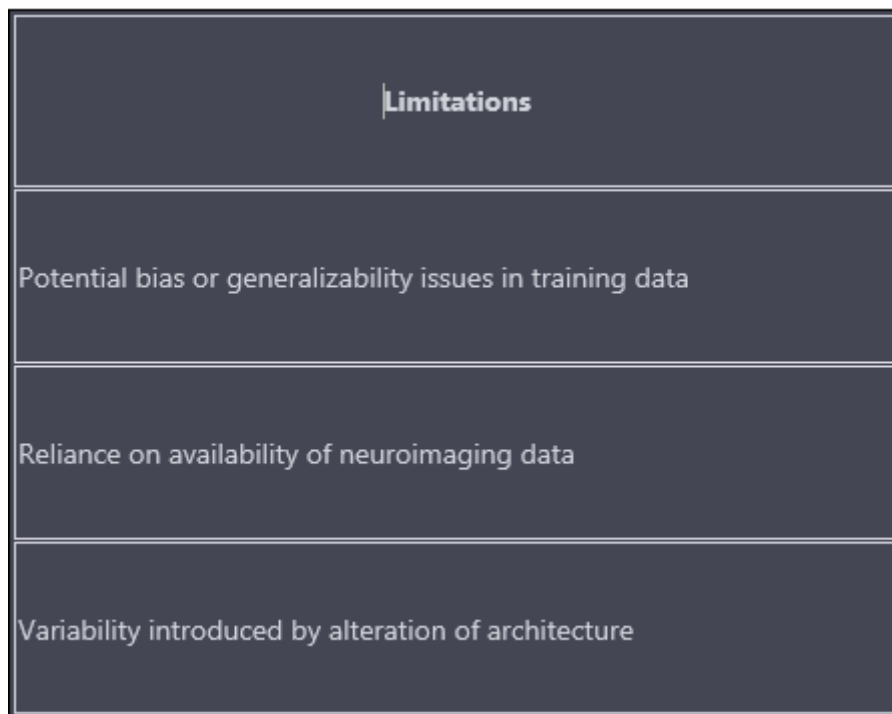 Limitations
Potential bias or generalizability issues in training data
Reliance on availability of neuroimaging data
Variability introduced by alteration of architecture